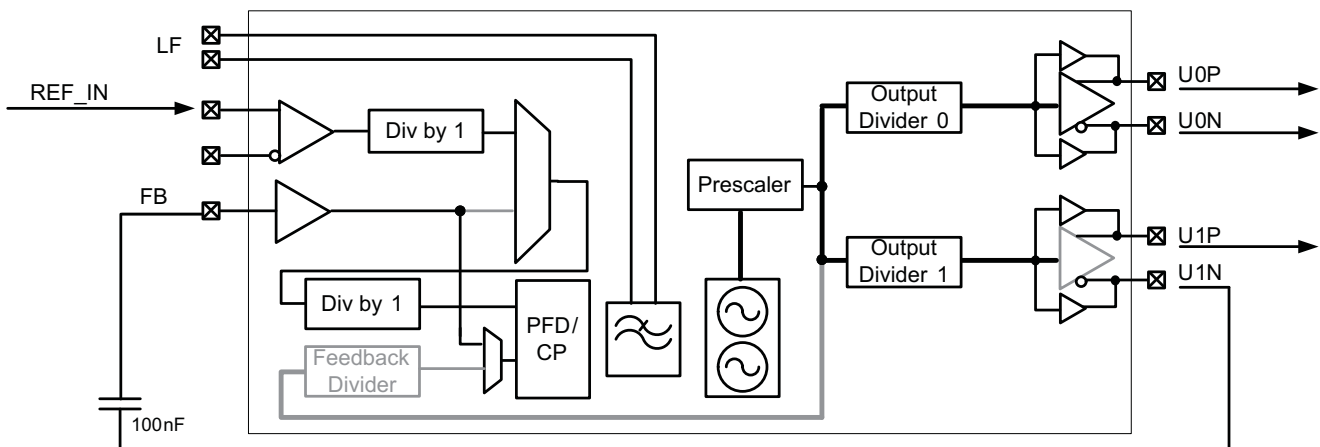 LF
REF_IN
FB
100nF
Div by 1
Div by 1
Feedback
Divider
PFD/
CP
Prescaler
Output
Divider 0
Output
Divider 1
U0P
U0N
U1P
U1N